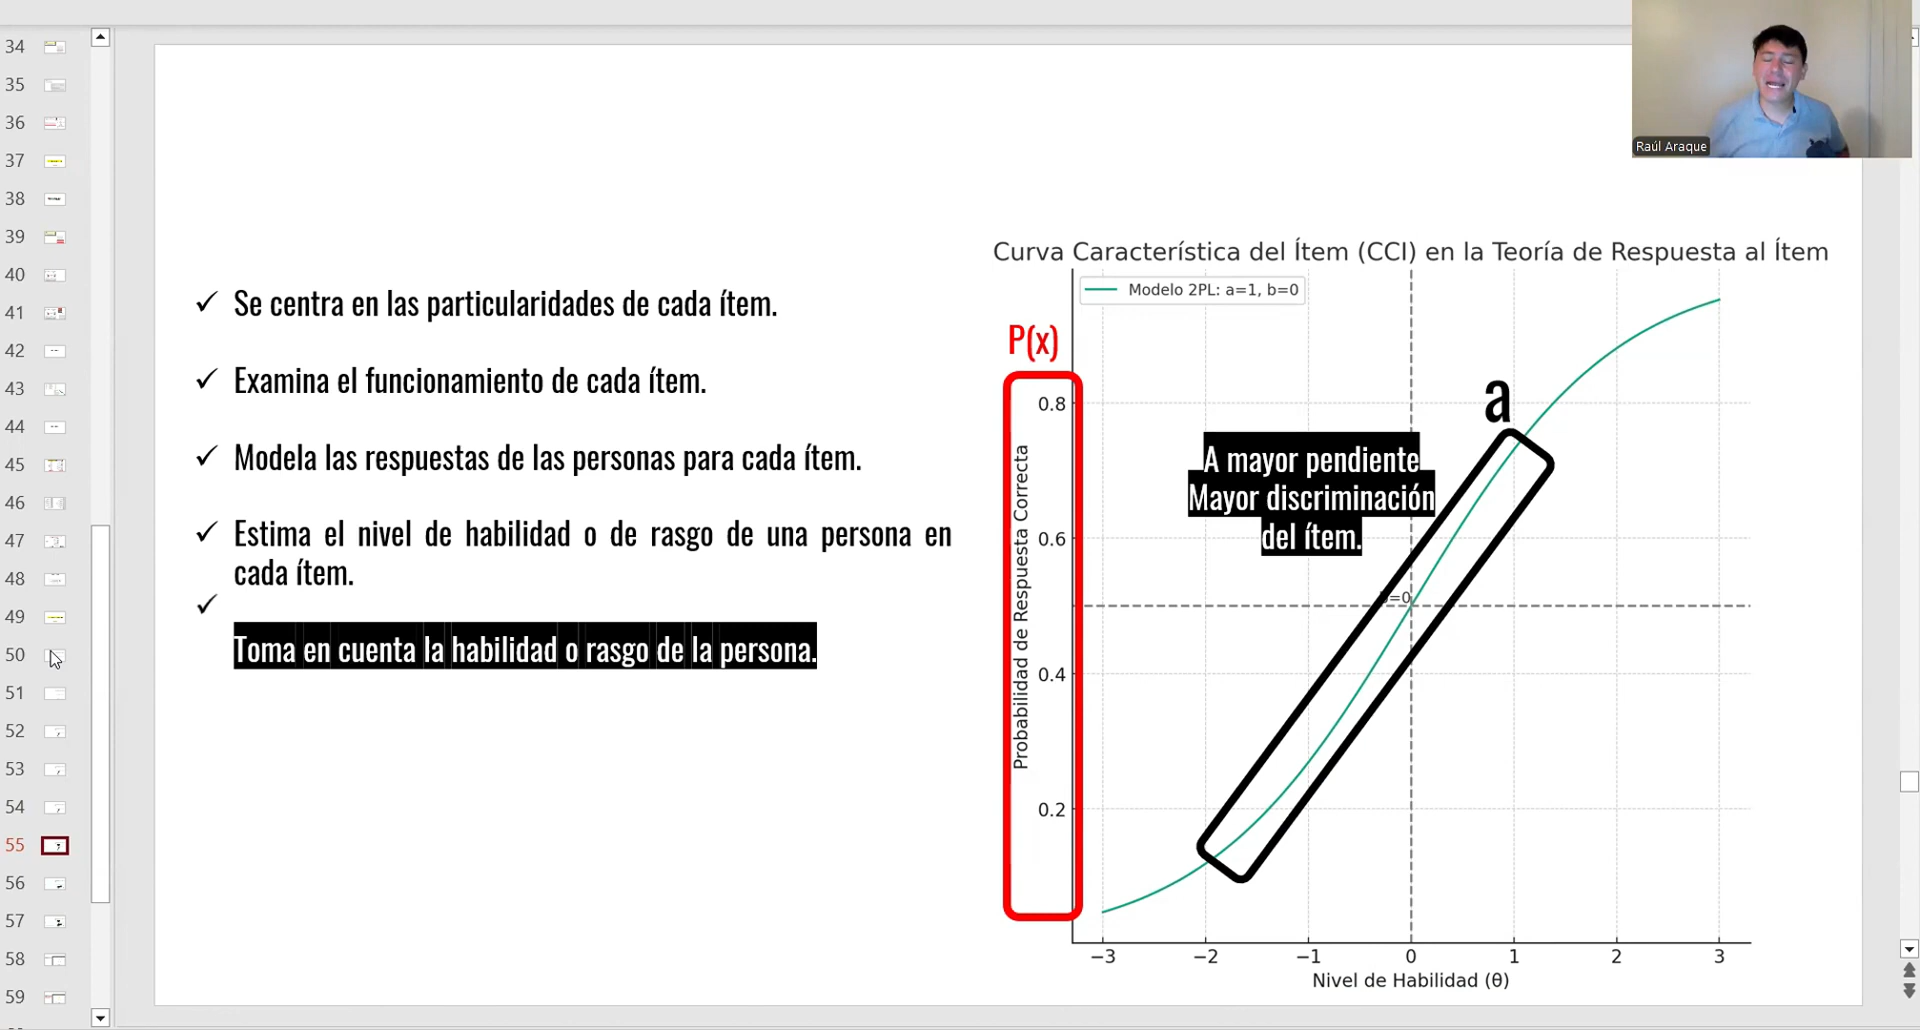 34
35
36
37
38
39
40
41
42
43
44
45
46
47
48
49
50
51
52
53
54
55
56
57
58
59
Raúl Araque
✓ Se centra en las particularidades de cada ítem.
✓ Examina el funcionamiento de cada ítem.
✓ Modela las respuestas de las personas para cada ítem.
✓ Estima el nivel de habilidad o de rasgo de una persona en
cada ítem.
✓
Toma en cuenta la habilidad o rasgo de la persona.
Curva Característica del Ítem (CCI) en la Teoría de Respuesta al Ítem
Modelo 2PL: a=1, b=0
P(x)
a
A mayor pendiente
Mayor discriminación
del ítem.
=0
Probabilidad de Respuesta Correcta
0.8
0.6
0.4
0.2
−3 −2 −1 0 1 2 3
Nivel de Habilidad (θ)